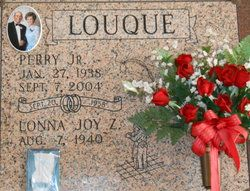 LOUQUE
PERRY JR.
JAN. 27, 1938
SEPT. 7, 2004
SEPT. 20, 1958
LONNA JOY Z.
AUG. 7, 1940